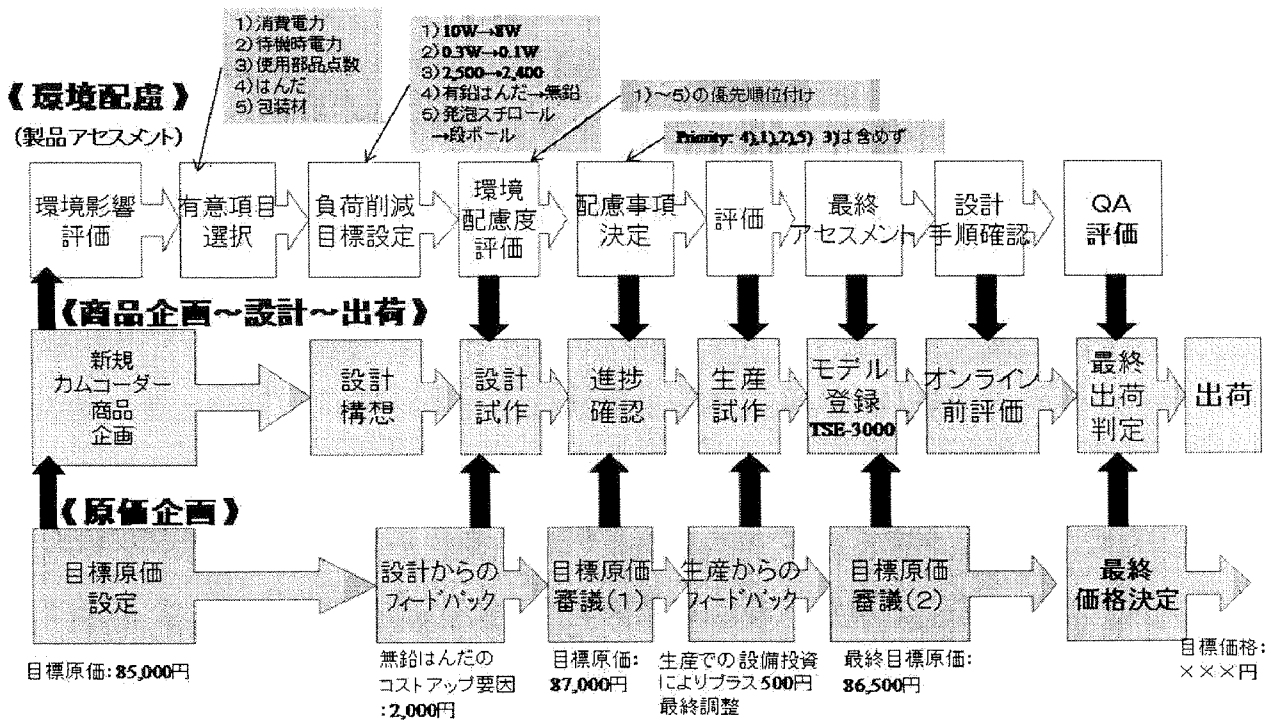 1)消費電力
2)待機時電力
3)使用部品点数
4)はんだ
5)包装材
1)10W→8W
2)0.3W→0.1W
3)2,500→2,400
4)有鉛はんだ→無鉛
5)発泡スチロール
→段ボール
1)～5)の優先順位付け
Priority: 4),1),2),5) 3)は含めず
《環境配慮》
(製品アセスメント)
環境影響
評価
有意項目
選択
負荷削減
目標設定
環境
配慮度
評価
配慮事項
決定
評価
最終
アセスメント
設計
手順確認
QA
評価
《商品企画～設計～出荷》
新規
カムコーダー
商品
企画
設計
構想
設計
試作
進捗
確認
生産
試作
モデル
登録
TSE-3000
オンライン
前評価
最終
出荷
判定
出荷
《原価企画》
目標原価
設定
設計からの
フィードバック
目標原価
審議(1)
生産からの
フィードバック
目標原価
審議(2)
最終
価格決定
目標原価:85,000円
無鉛はんだの
コストアップ要因
:2,000円
目標原価:
87,000円
生産での設備投資
によりプラス500円
最終調整
最終目標原価:
86,500円
目標価格:
×××円